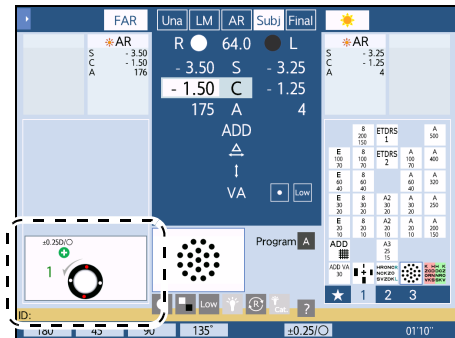 FAR Una LM AR Subj Final
AR
S - 3.50
C - 1.50
A 176
R 64.0 L
- 3.50 S - 3.25
- 1.50 C - 1.25
175 A 4
ADD
VA Low
AR
S - 3.25
C - 1.25
A 4
8 200 150 ETDRS 1 A 500
E 100 70 8 100 70 ETDRS 2 A 100 70 A 400
E 60 40 8 60 40 A 60 40 A 320
E 30 20 8 30 20 A2 30 20 A 30 20 A 250
E 20 10 8 20 10 A2 20 10 A 20 10 A 200 150
ADD A3 25 15
ADD VA 30
1 2 3
±0.25D/○
1
Program A
Low R Cat. ?
ID:
180 45 90 135° ±0.25/○ 01'10"